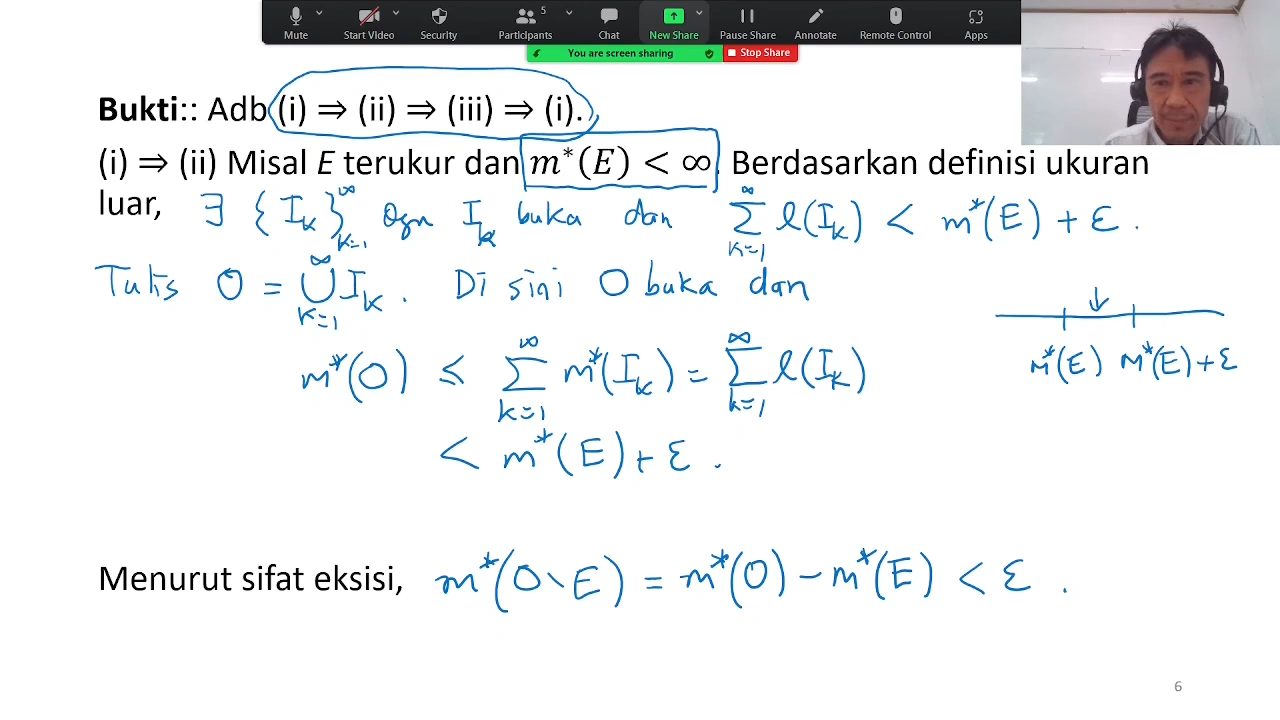 Mute
Start Video
Security
Participants
5
Chat
New Share
Pause Share
Annotate
Remote Control
Apps
You are screen sharing
Stop Share
Bukti:: Adb (i) ⇒ (ii) ⇒ (iii) ⇒ (i).
(i) ⇒ (ii) Misal E terukur dan m*(E) < ∞. Berdasarkan definisi ukuran
luar, ∃ {I_k}_{k=1}^∞ dgn I_k buka dan ∑_{k=1}^∞ l(I_k) < m*(E) + ε.
Tulis O = ⋃_{k=1}^∞ I_k. Di sini O buka dan
m*(E) m*(E)+ε
m*(O) ≤ ∑_{k=1}^∞ m*(I_k) = ∑_{k=1}^∞ l(I_k)
< m*(E) + ε.
Menurut sifat eksisi, m*(O∖E) = m*(O) − m*(E) < ε.
6